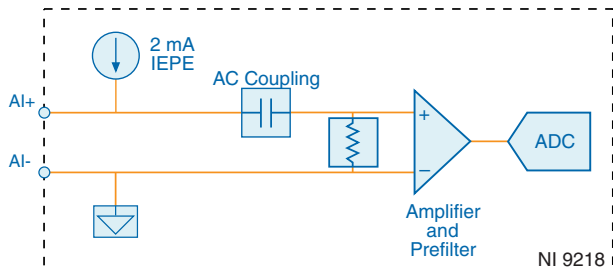 2 mA
IEPE
AC Coupling
AI+
AI-
+
−
ADC
Amplifier
and
Prefilter
NI 9218